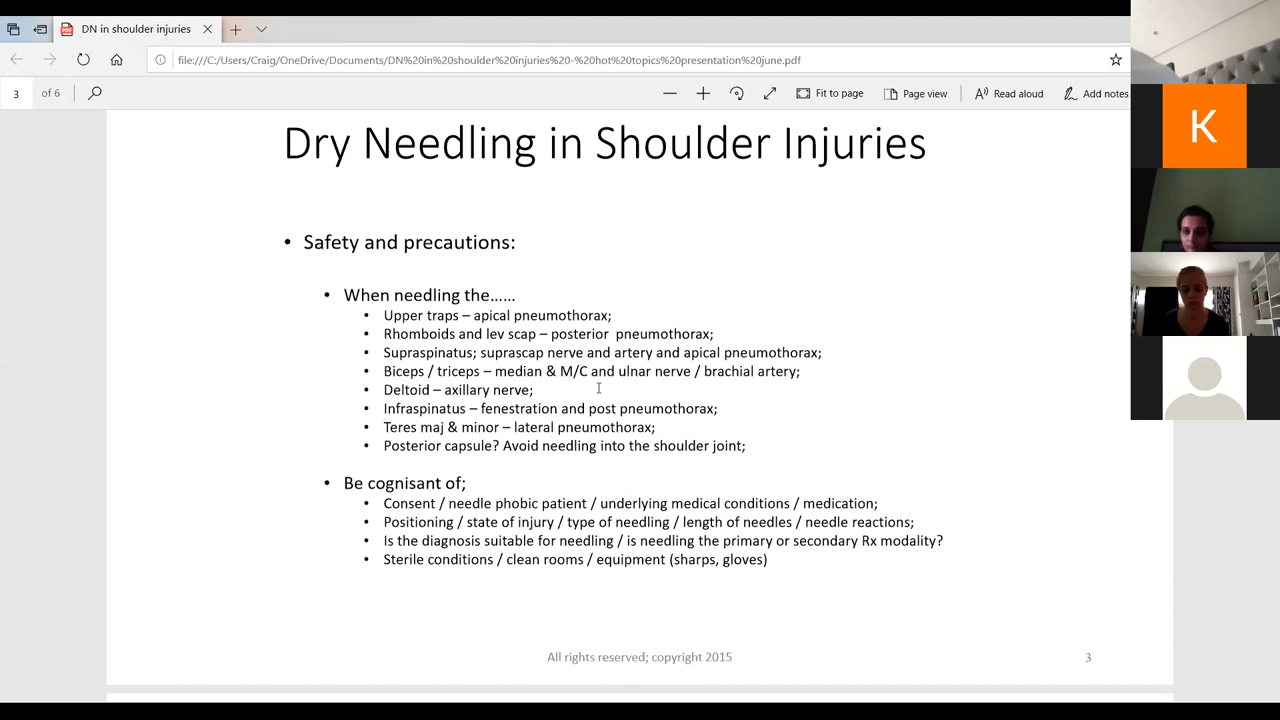 DN in shoulder injuries
file:///C:/Users/Craig/OneDrive/Documents/DN%20in%20shoulder%20injuries%20-%20hot%20topics%20presentation%20june.pdf
3 of 6
Fit to page
Page view
Read aloud
Add notes
K
Dry Needling in Shoulder Injuries
• Safety and precautions:
• When needling the......
• Upper traps – apical pneumothorax;
• Rhomboids and lev scap – posterior pneumothorax;
• Supraspinatus; suprascap nerve and artery and apical pneumothorax;
• Biceps / triceps – median & M/C and ulnar nerve / brachial artery;
• Deltoid – axillary nerve;
• Infraspinatus – fenestration and post pneumothorax;
• Teres maj & minor – lateral pneumothorax;
• Posterior capsule? Avoid needling into the shoulder joint;
• Be cognisant of;
• Consent / needle phobic patient / underlying medical conditions / medication;
• Positioning / state of injury / type of needling / length of needles / needle reactions;
• Is the diagnosis suitable for needling / is needling the primary or secondary Rx modality?
• Sterile conditions / clean rooms / equipment (sharps, gloves)
All rights reserved; copyright 2015
3